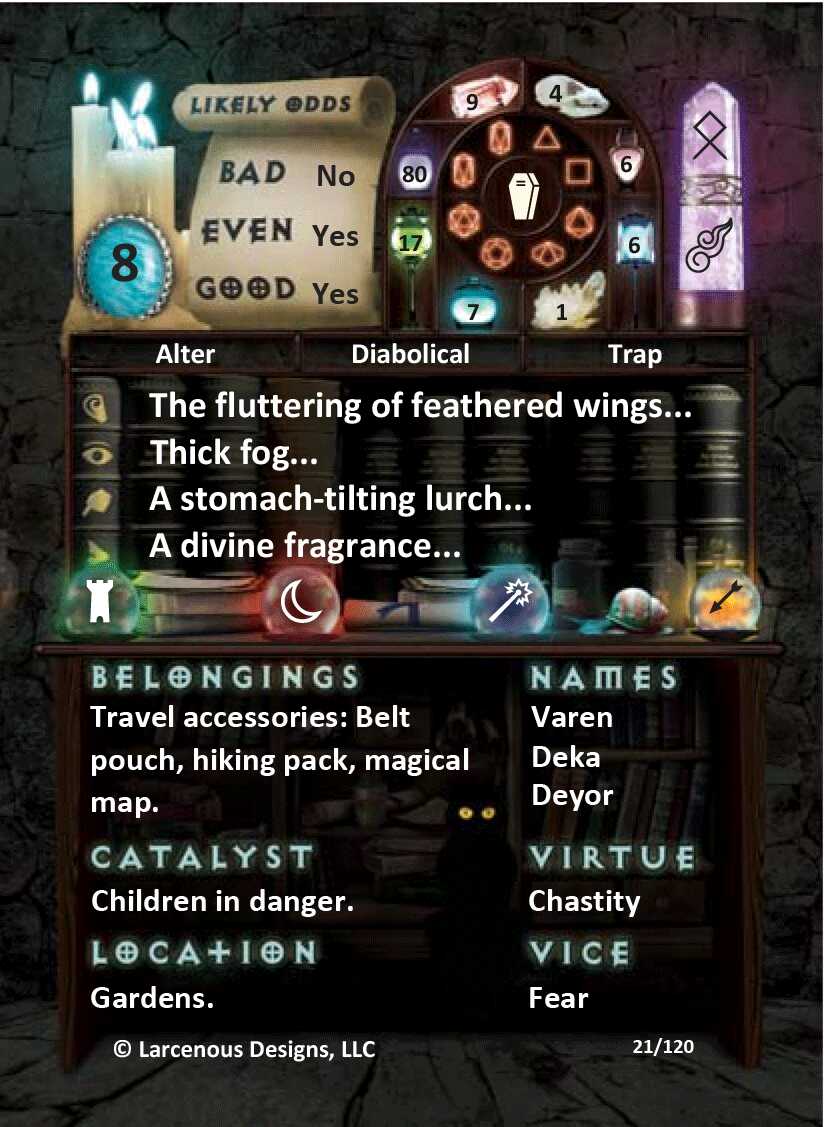 LIKELY ODDS
BAD No
EVEN Yes
GOOD Yes
8
9
4
80
6
17
6
7
1
=
Alter Diabolical Trap
The fluttering of feathered wings...
Thick fog...
A stomach-tilting lurch...
A divine fragrance...
BELONGINGS
Travel accessories: Belt
pouch, hiking pack, magical
map.
NAMES
Varen
Deka
Deyor
CATALYST
Children in danger.
VIRTUE
Chastity
LOCATION
Gardens.
VICE
Fear
© Larcenous Designs, LLC
21/120